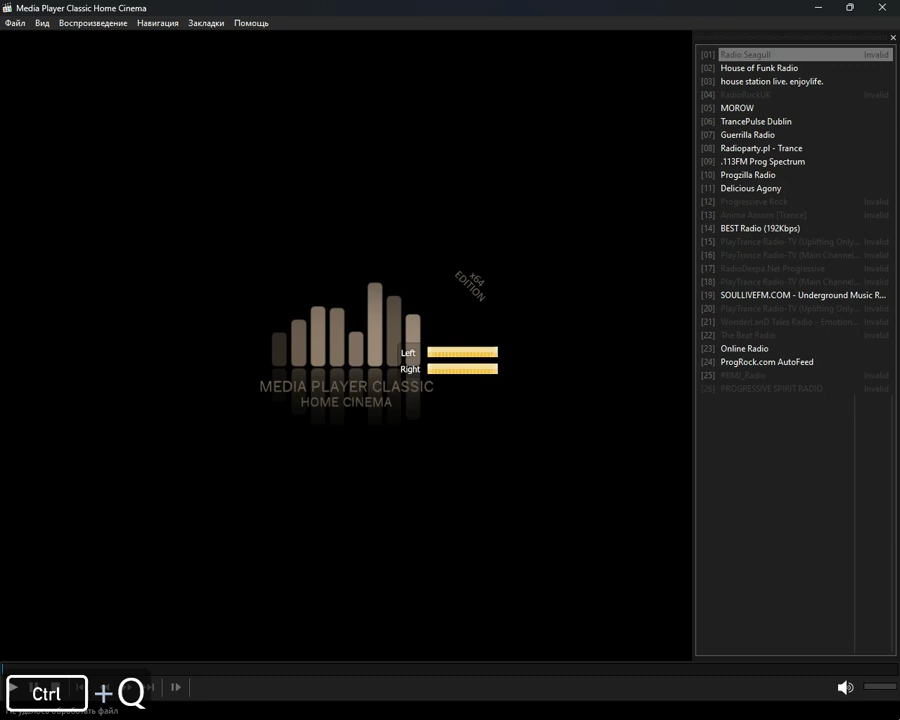 Media Player Classic Home Cinema
Файл Вид Воспроизведение Навигация Закладки Помощь
[01] Radio Seagull Invalid
[02] House of Funk Radio
[03] house station live. enjoylife.
[04] RadioRockUK Invalid
[05] MOROW
[06] TrancePulse Dublin
[07] Guerrilla Radio
[08] Radioparty.pl - Trance
[09] .113FM Prog Spectrum
[10] Progzilla Radio
[11] Delicious Agony
[12] Progressieve Rock Invalid
[13] Anima Amoris [Trance] Invalid
[14] BEST Radio (192Kbps)
[15] PlayTrance Radio-TV (Uplifting Only... Invalid
[16] PlayTrance Radio-TV (Main Channel... Invalid
[17] RadioDeepa.Net Progressive Invalid
[18] PlayTrance Radio-TV (Main Channel... Invalid
[19] SOULLIVEFM.COM - Underground Music R...
[20] PlayTrance Radio-TV (Uplifting Only... Invalid
[21] WonderLanD Tales Radio - Emotion... Invalid
[22] The Beat Radio Invalid
[23] Online Radio
[24] ProgRock.com AutoFeed
[25] Invalid
[26] PROGRESSIVE SPIRIT RADIO Invalid
x64
EDITION
Left
Right
MEDIA PLAYER CLASSIC
HOME CINEMA
Ctrl +Q
Не удалось обработать файл